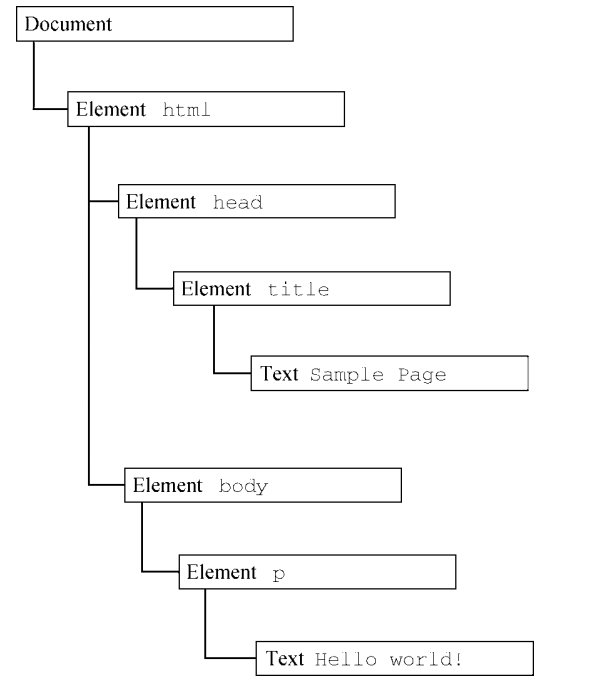 Document
Element html
Element head
Element title
Text Sample Page
Element body
Element p
Text Hello world!